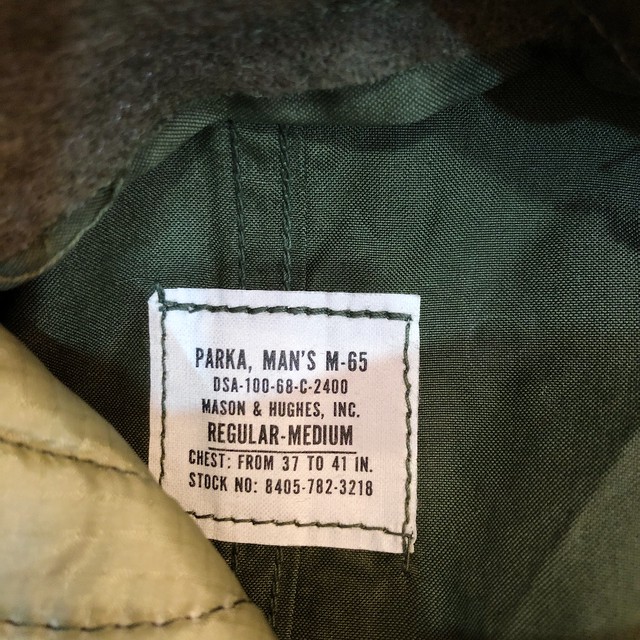 PARKA, MAN'S M-65
DSA-100-68-C-2400
MASON & HUGHES, INC.
REGULAR-MEDIUM
CHEST: FROM 37 TO 41 IN.
STOCK NO: 8405-782-3218